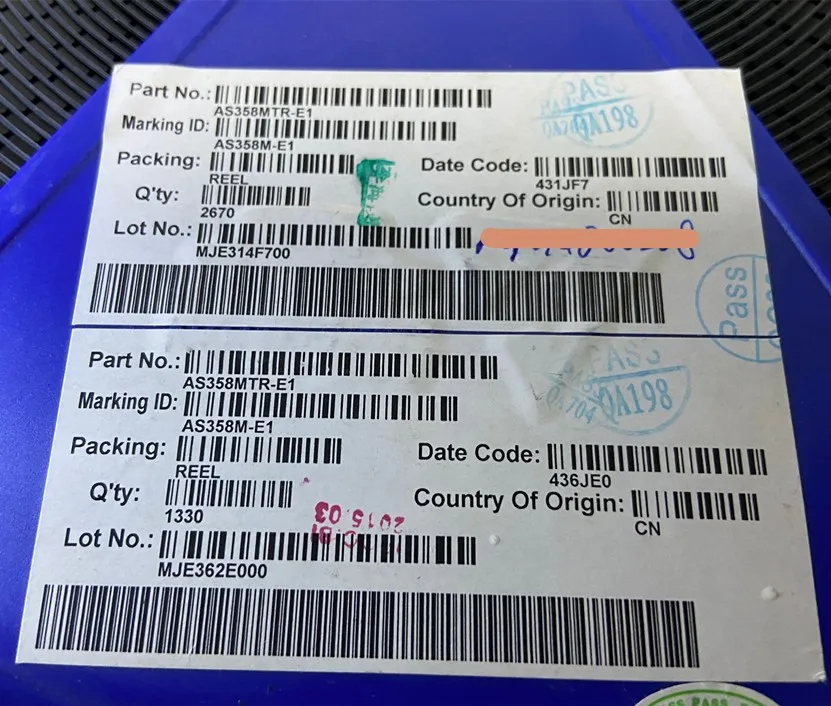 Part No.:
AS358MTR-E1
Marking ID:
AS358M-E1
Packing:
REEL
Date Code:
431JF7
Q'ty:
2670
Country Of Origin:
CN
Lot No.:
MJE314F700
PASS
QA198
Pass
Part No.:
AS358MTR-E1
Marking ID:
AS358M-E1
Packing:
REEL
Date Code:
436JE0
Q'ty:
1330
Country Of Origin:
CN
Lot No.:
MJE362E000
PASS
QA704
QA198
2015.03
PASS